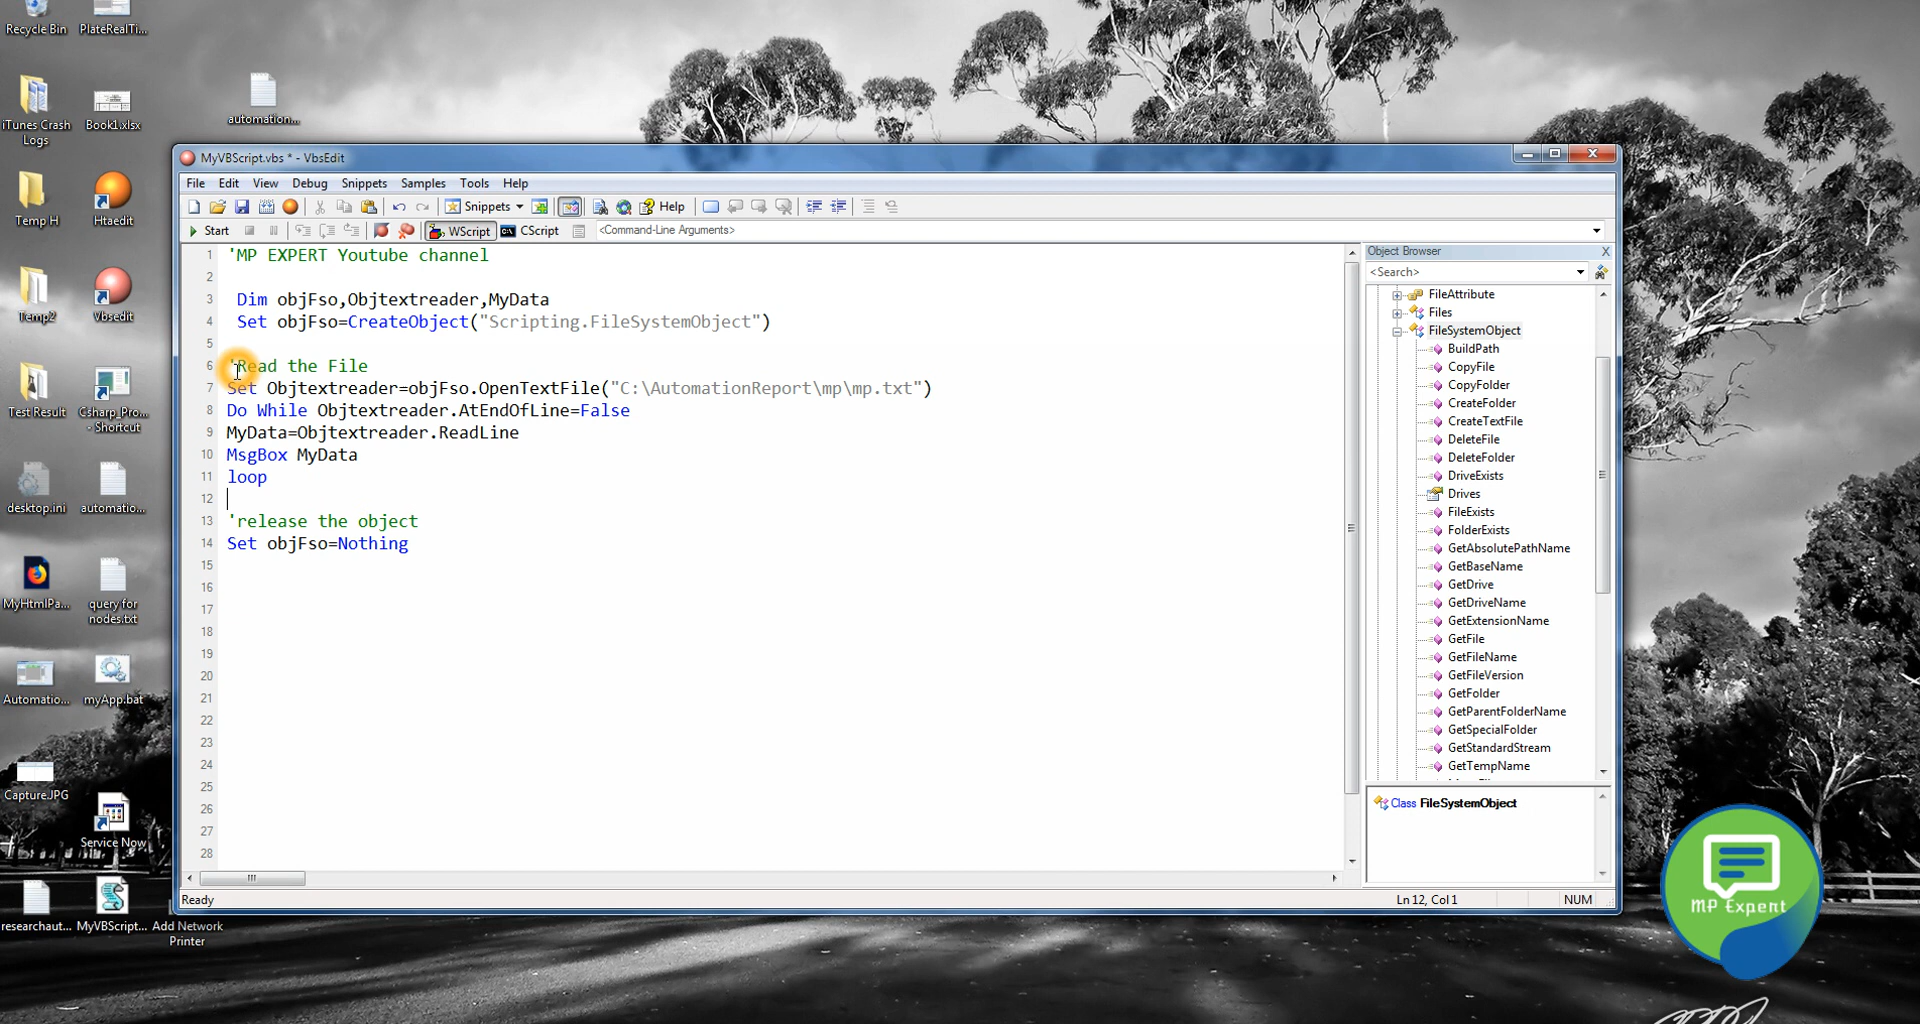 Recycle Bin
PlateRealTi...
iTunes Crash
Logs
Book1.xlsx
automation...
Temp H
Htaedit
Temp2
Vbsedit
Test Result
Csharp_Pro...
- Shortcut
desktop.ini
automatio...
MyHtmlPa...
query for
nodes.txt
Automatio...
myApp.bat
Capture.JPG
Service Now
researchaut...
MyVBScript...
Add Network
Printer
MyVBScript.vbs * - VbsEdit
File Edit View Debug Snippets Samples Tools Help
Snippets Help
Start WScript CScript <Command-Line Arguments>
1 'MP EXPERT Youtube channel
2
3 Dim objFso,Objtextreader,MyData
4 Set objFso=CreateObject("Scripting.FileSystemObject")
5
6 'Read the File
7 Set Objtextreader=objFso.OpenTextFile("C:\AutomationReport\mp\mp.txt")
8 Do While Objtextreader.AtEndOfLine=False
9 MyData=Objtextreader.ReadLine
10 MsgBox MyData
11 loop
12
13 'release the object
14 Set objFso=Nothing
15
16
17
18
19
20
21
22
23
24
25
26
27
28
Object Browser
<Search>
FileAttribute
Files
FileSystemObject
BuildPath
CopyFile
CopyFolder
CreateFolder
CreateTextFile
DeleteFile
DeleteFolder
DriveExists
Drives
FileExists
FolderExists
GetAbsolutePathName
GetBaseName
GetDrive
GetDriveName
GetExtensionName
GetFile
GetFileName
GetFileVersion
GetFolder
GetParentFolderName
GetSpecialFolder
GetStandardStream
GetTempName
Class FileSystemObject
Ready
Ln 12, Col 1
NUM
MP Expert